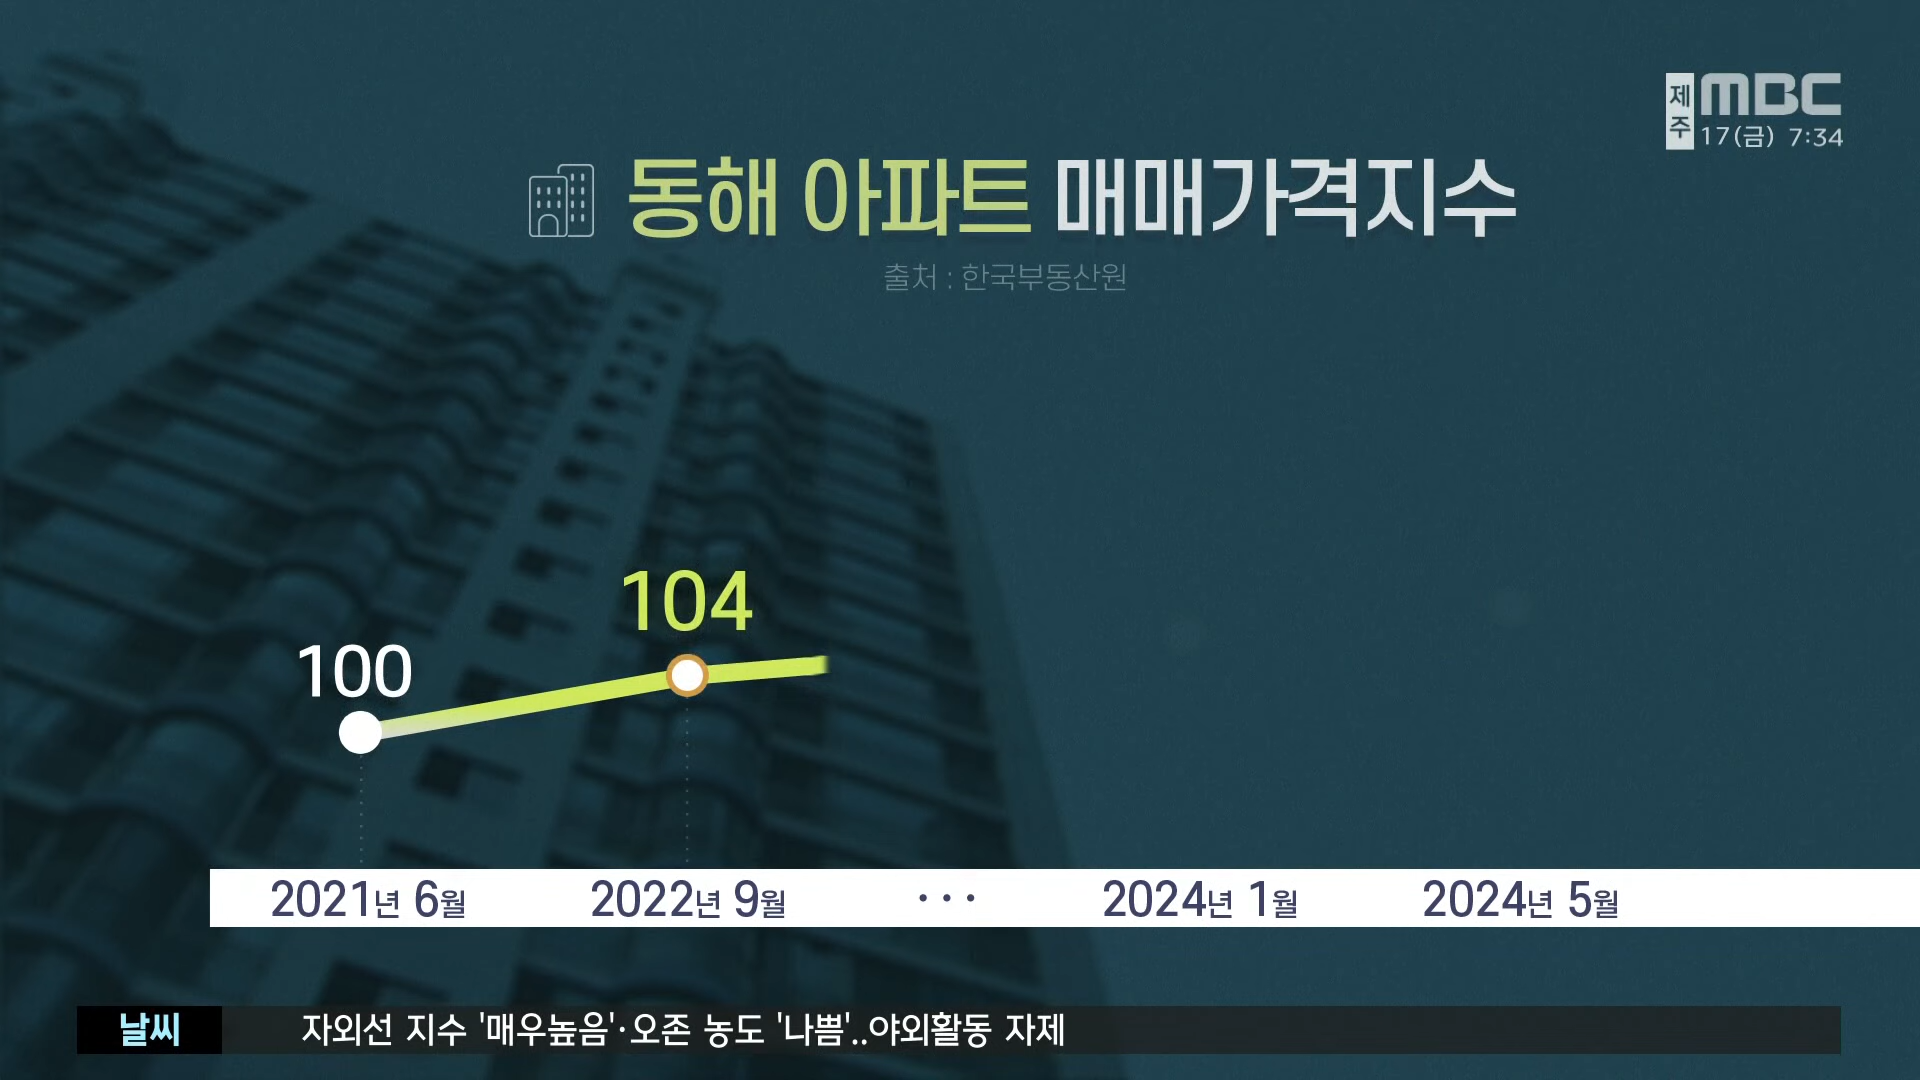 제주 MBC
17(금) 7:34
동해 아파트 매매가격지수
출처 : 한국부동산원
104
100
2021년 6월 2022년 9월 ··· 2024년 1월 2024년 5월
날씨 자외선 지수 '매우높음'·오존 농도 '나쁨'..야외활동 자제